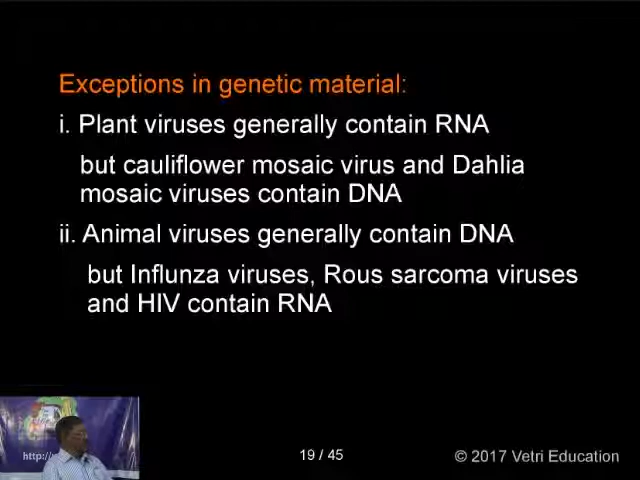 Exceptions in genetic material:
i. Plant viruses generally contain RNA
but cauliflower mosaic virus and Dahlia
mosaic viruses contain DNA
ii. Animal viruses generally contain DNA
but Influnza viruses, Rous sarcoma viruses
and HIV contain RNA
http://
19 / 45
© 2017 Vetri Education